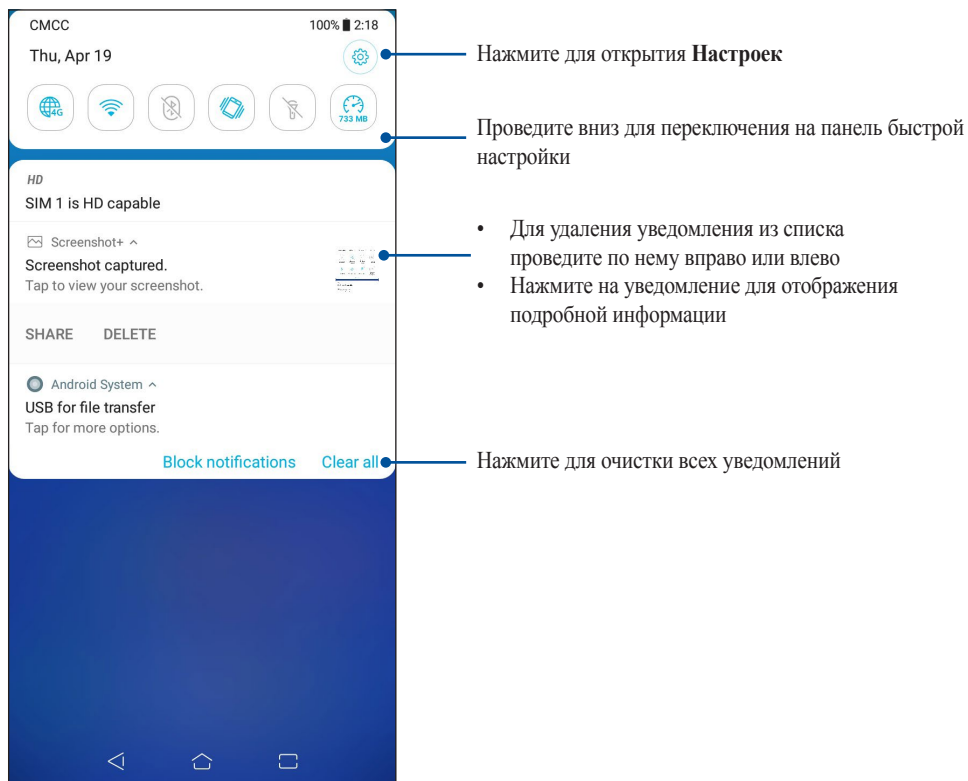 CMCC 100% 2:18
Thu, Apr 19
Нажмите для открытия Настроек
4G
733 MB
Проведите вниз для переключения на панель быстрой
настройки
HD
SIM 1 is HD capable
Screenshot+
Screenshot captured.
Tap to view your screenshot.
• Для удаления уведомления из списка
проведите по нему вправо или влево
• Нажмите на уведомление для отображения
подробной информации
SHARE DELETE
Android System
USB for file transfer
Tap for more options.
Block notifications Clear all
Нажмите для очистки всех уведомлений